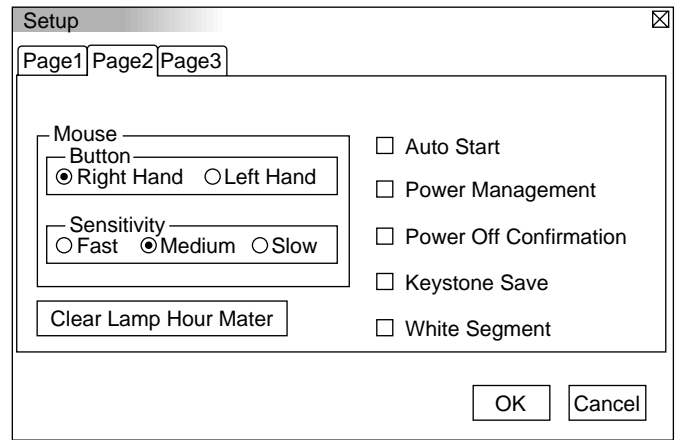 Setup
Page1 Page2 Page3
Mouse
Button
Right Hand Left Hand
Sensitivity
Fast Medium Slow
Clear Lamp Hour Mater
Auto Start
Power Management
Power Off Confirmation
Keystone Save
White Segment
OK Cancel